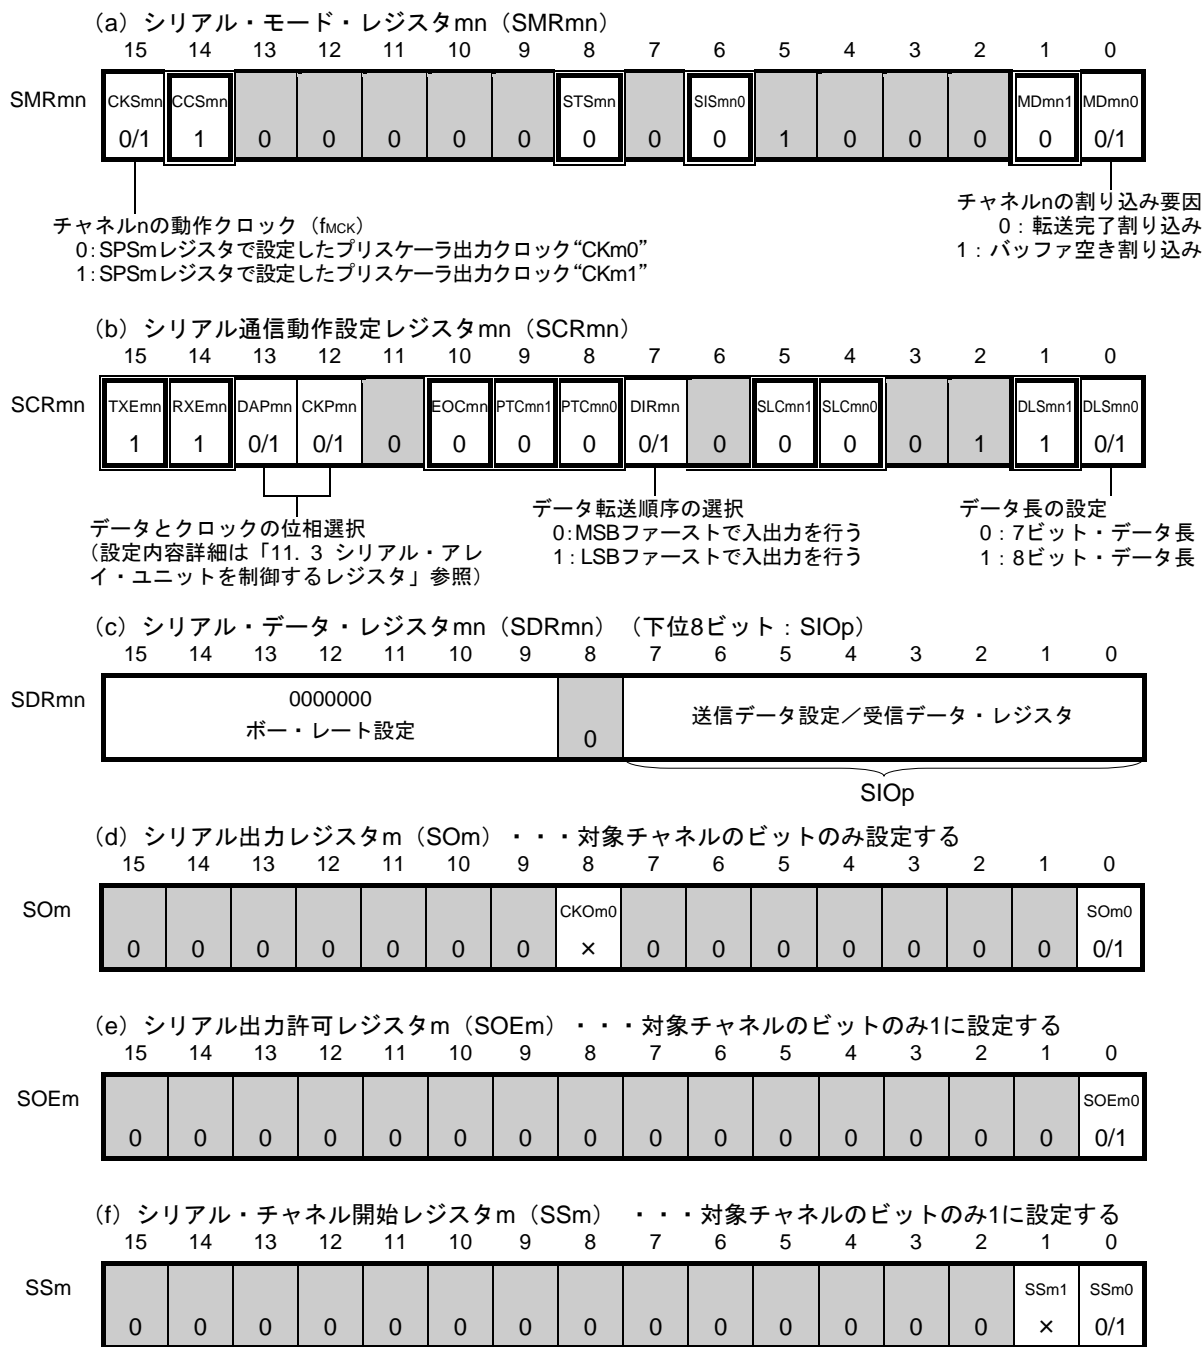 (a) シリアル・モード・レジスタmn（SMRmn）
15 14 13 12 11 10 9 8 7 6 5 4 3 2 1 0
SMRmn CKSmn CCSmn STSmn SISmn0 MDmn1 MDmn0
0/1 1 0 0 0 0 0 0 0 0 1 0 0 0 0 0/1
チャネルnの動作クロック（fMCK）
0：SPSmレジスタで設定したプリスケーラ出力クロック“CKm0”
1：SPSmレジスタで設定したプリスケーラ出力クロック“CKm1”
チャネルnの割り込み要因
0：転送完了割り込み
1：バッファ空き割り込み
(b) シリアル通信動作設定レジスタmn（SCRmn）
15 14 13 12 11 10 9 8 7 6 5 4 3 2 1 0
SCRmn TXEmn RXEmn DAPmn CKPmn EOCmn PTCmn1 PTCmn0 DIRmn SLCmn1 SLCmn0 DLSmn1 DLSmn0
1 1 0/1 0/1 0 0 0 0 0/1 0 0 0 0 1 1 0/1
データとクロックの位相選択
（設定内容詳細は「11. 3 シリアル・アレ
イ・ユニットを制御するレジスタ」参照）
データ転送順序の選択
0：MSBファーストで入出力を行う
1：LSBファーストで入出力を行う
データ長の設定
0：7ビット・データ長
1：8ビット・データ長
(c) シリアル・データ・レジスタmn（SDRmn）（下位8ビット：SIOp）
15 14 13 12 11 10 9 8 7 6 5 4 3 2 1 0
SDRmn
0000000
ボー・レート設定
0
送信データ設定／受信データ・レジスタ
SIOp
(d) シリアル出力レジスタm（SOm）・・・対象チャネルのビットのみ設定する
15 14 13 12 11 10 9 8 7 6 5 4 3 2 1 0
SOm CKOm0 SOm0
0 0 0 0 0 0 0 × 0 0 0 0 0 0 0 0/1
(e) シリアル出力許可レジスタm（SOEm）・・・対象チャネルのビットのみ1に設定する
15 14 13 12 11 10 9 8 7 6 5 4 3 2 1 0
SOEm SOEm0
0 0 0 0 0 0 0 0 0 0 0 0 0 0 0 0/1
(f) シリアル・チャネル開始レジスタm（SSm） ・・・対象チャネルのビットのみ1に設定する
15 14 13 12 11 10 9 8 7 6 5 4 3 2 1 0
SSm SSm1 SSm0
0 0 0 0 0 0 0 0 0 0 0 0 0 0 × 0/1